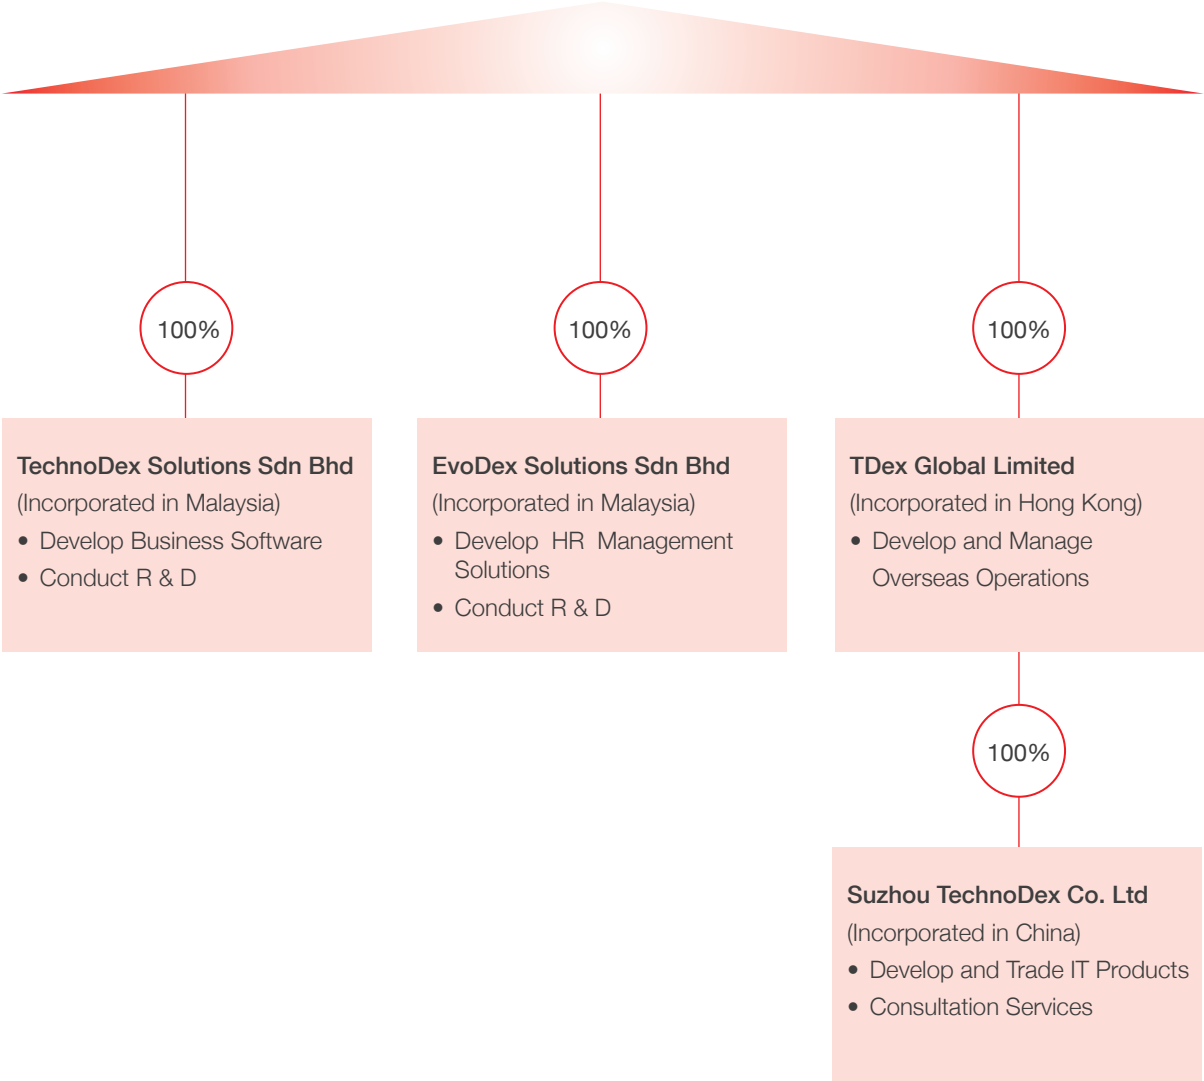 100%
100%
100%
TechnoDex Solutions Sdn Bhd
(Incorporated in Malaysia)
• Develop Business Software
• Conduct R & D
EvoDex Solutions Sdn Bhd
(Incorporated in Malaysia)
• Develop HR Management
Solutions
• Conduct R & D
TDex Global Limited
(Incorporated in Hong Kong)
• Develop and Manage
Overseas Operations
100%
Suzhou TechnoDex Co. Ltd
(Incorporated in China)
• Develop and Trade IT Products
• Consultation Services